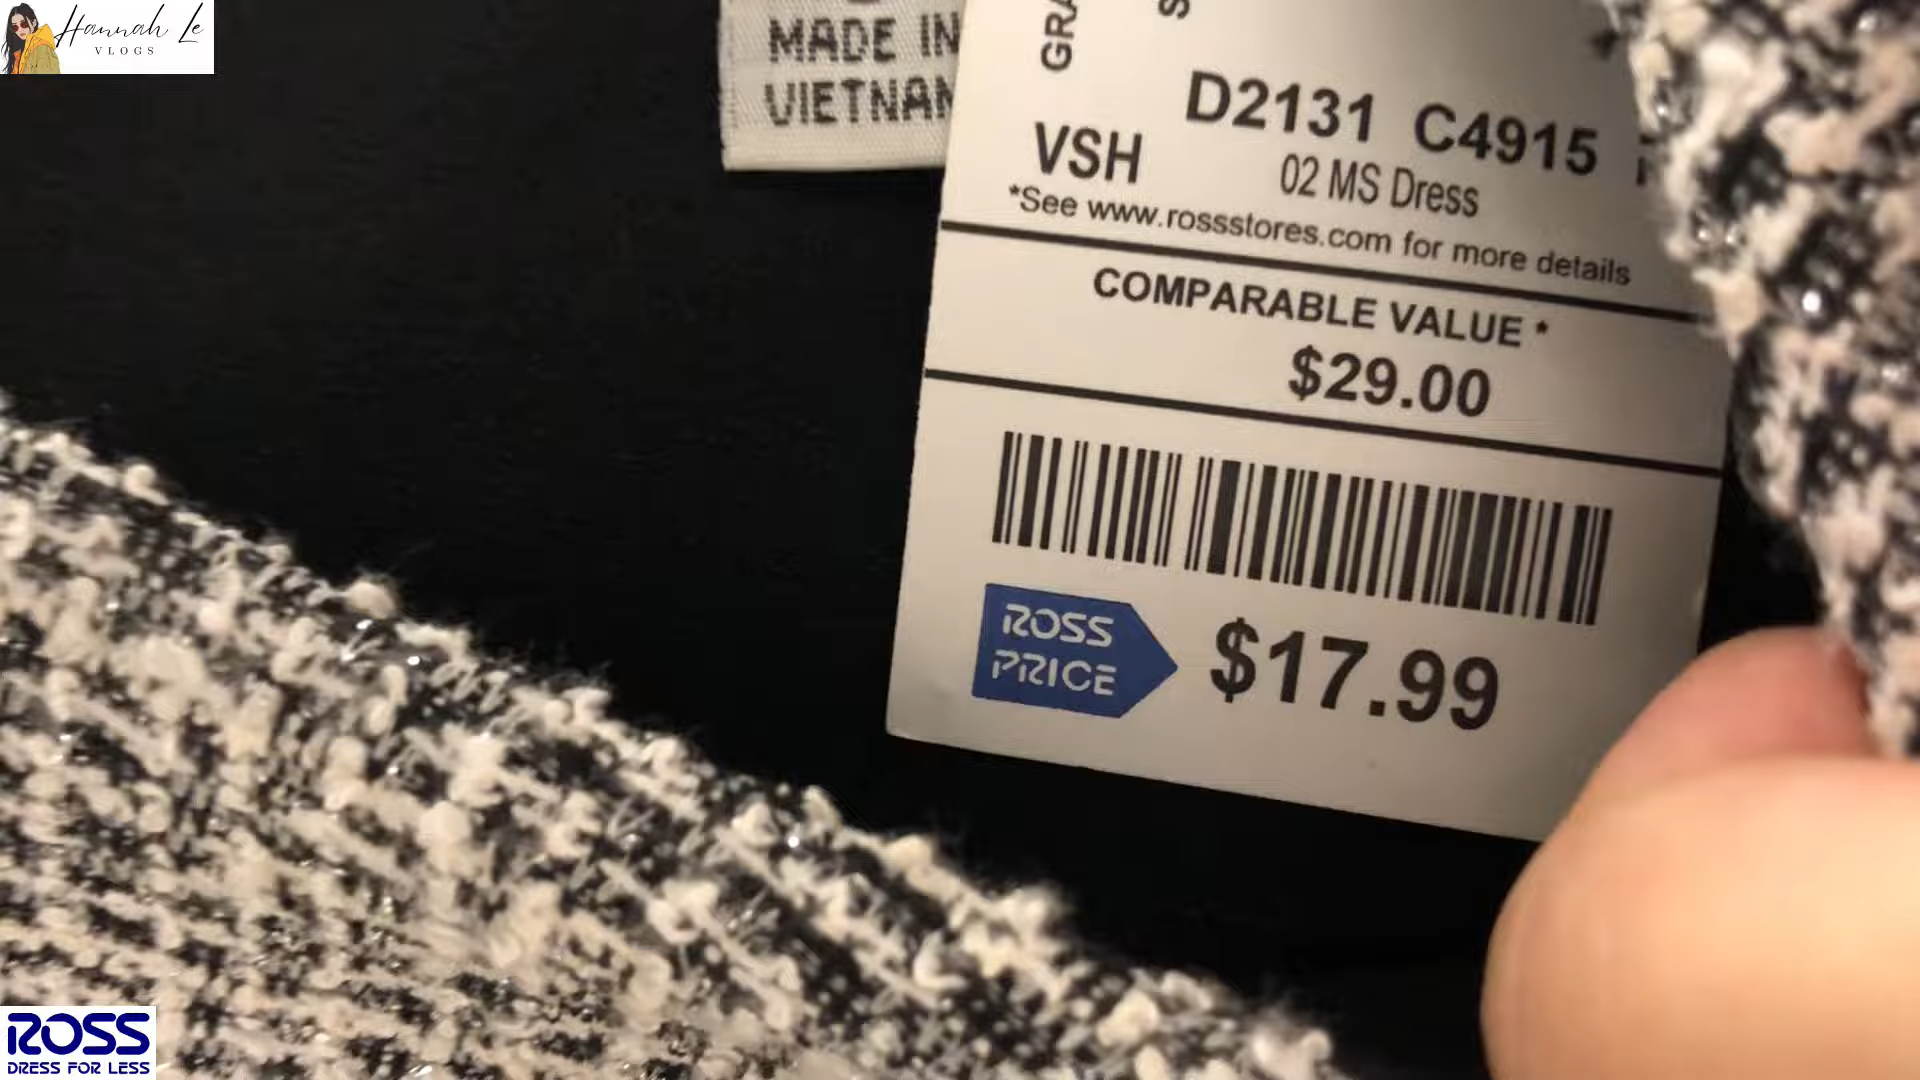 Hannah Le
VLOGS
MADE IN
VIETNAM
GRA
S
D2131 C4915
VSH
02 MS Dress
*See www.rossstores.com for more details
COMPARABLE VALUE *
$29.00
ROSS
PRICE
$17.99
ROSS
DRESS FOR LESS